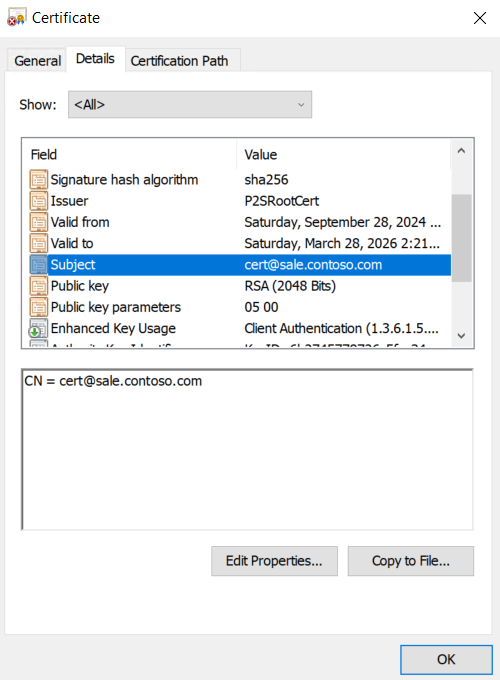 Certificate
General Details Certification Path
Show: <All>
Field Value
Signature hash algorithm sha256
Issuer P2SRootCert
Valid from Saturday, September 28, 2024 ...
Valid to Saturday, March 28, 2026 2:21...
Subject cert@sale.contoso.com
Public key RSA (2048 Bits)
Public key parameters 05 00
Enhanced Key Usage Client Authentication (1.3.6.1.5....
CN = cert@sale.contoso.com
Edit Properties... Copy to File...
OK